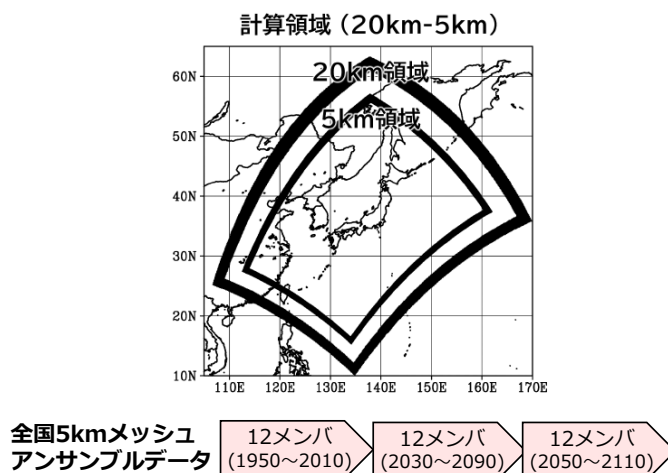 計算領域（20km-5km）
20km領域
5km領域
60N
50N
40N
30N
20N
10N
110E 120E 130E 140E 150E 160E 170E
全国5kmメッシュ
アンサンブルデータ
12メンバ
(1950～2010)
12メンバ
(2030～2090)
12メンバ
(2050～2110)